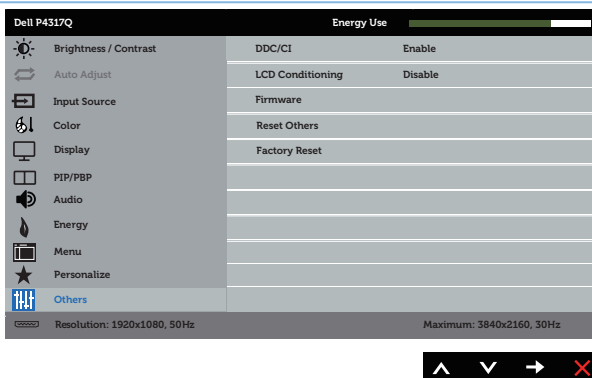 Dell P4317Q Energy Use
Brightness / Contrast DDC/CI Enable
Auto Adjust LCD Conditioning Disable
Input Source Firmware
Color Reset Others
Display Factory Reset
PIP/PBP
Audio
Energy
Menu
Personalize
Others
Resolution: 1920x1080, 50Hz Maximum: 3840x2160, 30Hz